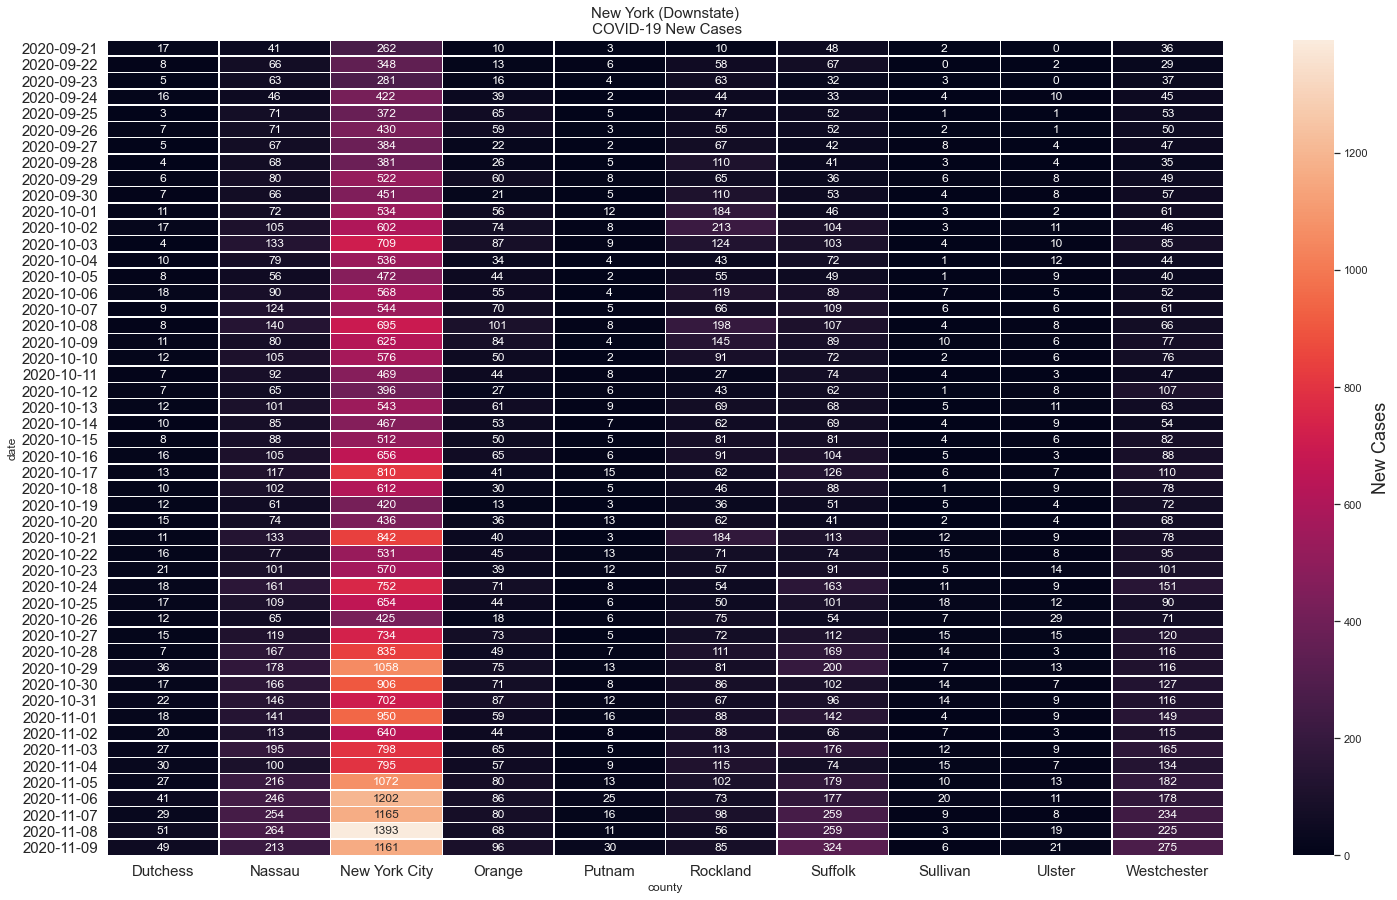 New York (Downstate)
COVID-19 New Cases
2020-09-21 17 41 262 10 3 10 48 2 0 36
2020-09-22 8 66 348 13 6 58 67 0 2 29
2020-09-23 5 63 281 16 4 63 32 3 0 37
2020-09-24 16 46 422 39 2 44 33 4 10 45
2020-09-25 3 71 372 65 5 47 52 1 1 53
2020-09-26 7 71 430 59 3 55 52 2 1 50
2020-09-27 5 67 384 22 2 67 42 8 4 47
2020-09-28 4 68 381 26 5 110 41 3 4 35
2020-09-29 6 80 522 60 8 65 36 6 8 49
2020-09-30 7 66 451 21 5 110 53 4 8 57
2020-10-01 11 72 534 56 12 184 46 3 2 61
2020-10-02 17 105 602 74 8 213 104 3 11 46
2020-10-03 4 133 709 87 9 124 103 4 10 85
2020-10-04 10 79 536 34 4 43 72 1 12 44
2020-10-05 8 56 472 44 2 55 49 1 9 40
2020-10-06 18 90 568 55 4 119 89 7 5 52
2020-10-07 9 124 544 70 5 66 109 6 6 61
2020-10-08 8 140 695 101 8 198 107 4 8 66
2020-10-09 11 80 625 84 4 145 89 10 6 77
2020-10-10 12 105 576 50 2 91 72 2 6 76
2020-10-11 7 92 469 44 8 27 74 4 3 47
2020-10-12 7 65 396 27 6 43 62 1 8 107
2020-10-13 12 101 543 61 9 69 68 5 11 63
2020-10-14 10 85 467 53 7 62 69 4 9 54
2020-10-15 8 88 512 50 5 81 81 4 6 82
2020-10-16 16 105 656 65 6 91 104 5 3 88
2020-10-17 13 117 810 41 15 62 126 6 7 110
2020-10-18 10 102 612 30 5 46 88 1 9 78
2020-10-19 12 61 420 13 3 36 51 5 4 72
2020-10-20 15 74 436 36 13 62 41 2 4 68
2020-10-21 11 133 842 40 3 184 113 12 9 78
2020-10-22 16 77 531 45 13 71 74 15 8 95
2020-10-23 21 101 570 39 12 57 91 5 14 101
2020-10-24 18 161 752 71 8 54 163 11 9 151
2020-10-25 17 109 654 44 6 50 101 18 12 90
2020-10-26 12 65 425 18 6 75 54 7 29 71
2020-10-27 15 119 734 73 5 72 112 15 15 120
2020-10-28 7 167 835 49 7 111 169 14 3 116
2020-10-29 36 178 1058 75 13 81 200 7 13 116
2020-10-30 17 166 906 71 8 86 102 14 7 127
2020-10-31 22 146 702 87 12 67 96 14 9 116
2020-11-01 18 141 950 59 16 88 142 4 9 149
2020-11-02 20 113 640 44 8 88 66 7 3 115
2020-11-03 27 195 798 65 5 113 176 12 9 165
2020-11-04 30 100 795 57 9 115 74 15 7 134
2020-11-05 27 216 1072 80 13 102 179 10 13 182
2020-11-06 41 246 1202 86 25 73 177 20 11 178
2020-11-07 29 254 1165 80 16 98 259 9 8 234
2020-11-08 51 264 1393 68 11 56 259 3 19 225
2020-11-09 49 213 1161 96 30 85 324 6 21 275
Dutchess Nassau New York City Orange Putnam Rockland Suffolk Sullivan Ulster Westchester
county
date
1200
1000
800
600
400
200
0
New Cases